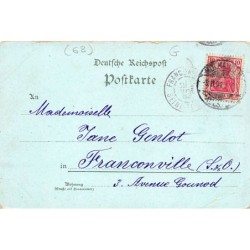 (68)
G
Deutsche Reichspost
Postkarte
An Mademoiselle
Jane Genlot
in Franconville (S&O)
Wohnung
3. Avenue Gounod